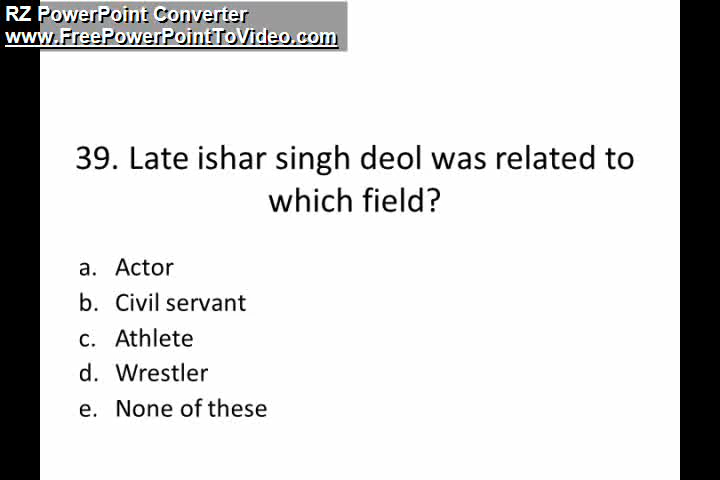 RZ PowerPoint Converter
www.FreePowerPointToVideo.com
39. Late ishar singh deol was related to
which field?
a. Actor
b. Civil servant
c. Athlete
d. Wrestler
e. None of these